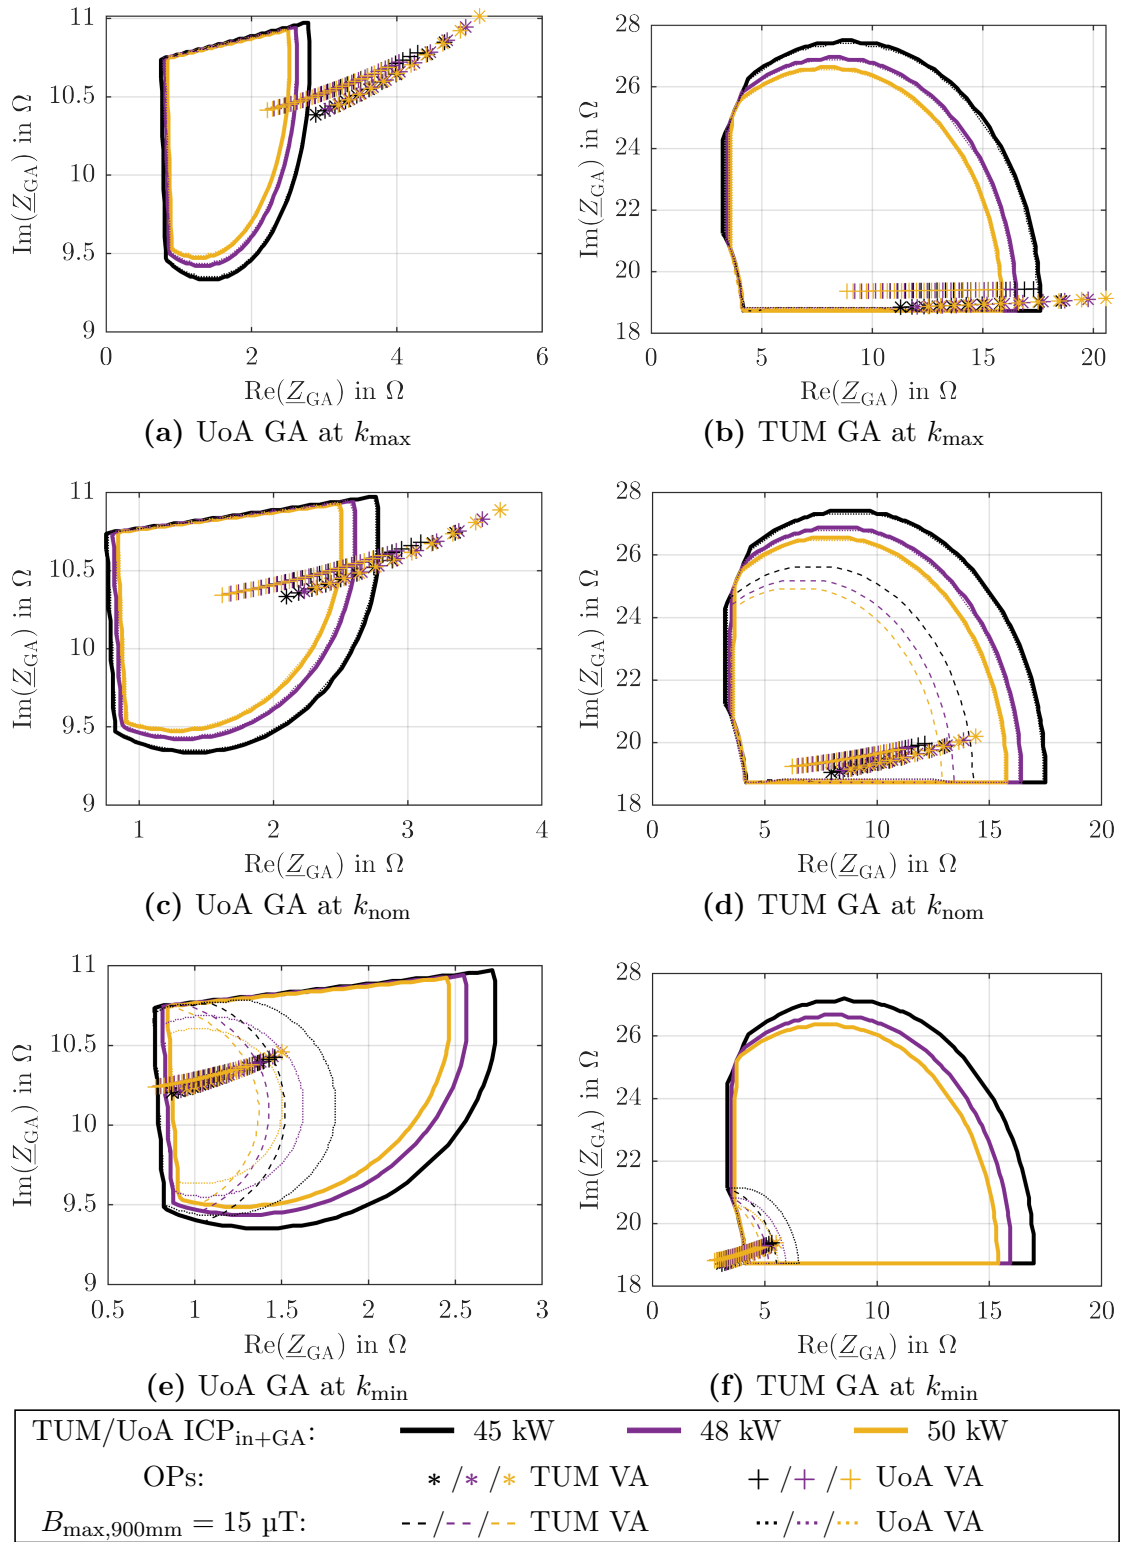 11
10.5
10
9.5
9
0
2
4
6
Im(Z_GA) in Ω
Re(Z_GA) in Ω
(a) UoA GA at k_max
28
26
24
22
20
18
0
5
10
15
20
Im(Z_GA) in Ω
Re(Z_GA) in Ω
(b) TUM GA at k_max
11
10.5
10
9.5
9
1
2
3
4
Im(Z_GA) in Ω
Re(Z_GA) in Ω
(c) UoA GA at k_nom
28
26
24
22
20
18
0
5
10
15
20
Im(Z_GA) in Ω
Re(Z_GA) in Ω
(d) TUM GA at k_nom
11
10.5
10
9.5
9
0.5
1
1.5
2
2.5
3
Im(Z_GA) in Ω
Re(Z_GA) in Ω
(e) UoA GA at k_min
28
26
24
22
20
18
0
5
10
15
20
Im(Z_GA) in Ω
Re(Z_GA) in Ω
(f) TUM GA at k_min
TUM/UoA ICP_in+GA: 45 kW 48 kW 50 kW
OPs: * /* /* TUM VA + /+ /+ UoA VA
B_max,900mm = 15 µT: --/--/-- TUM VA ···/···/··· UoA VA